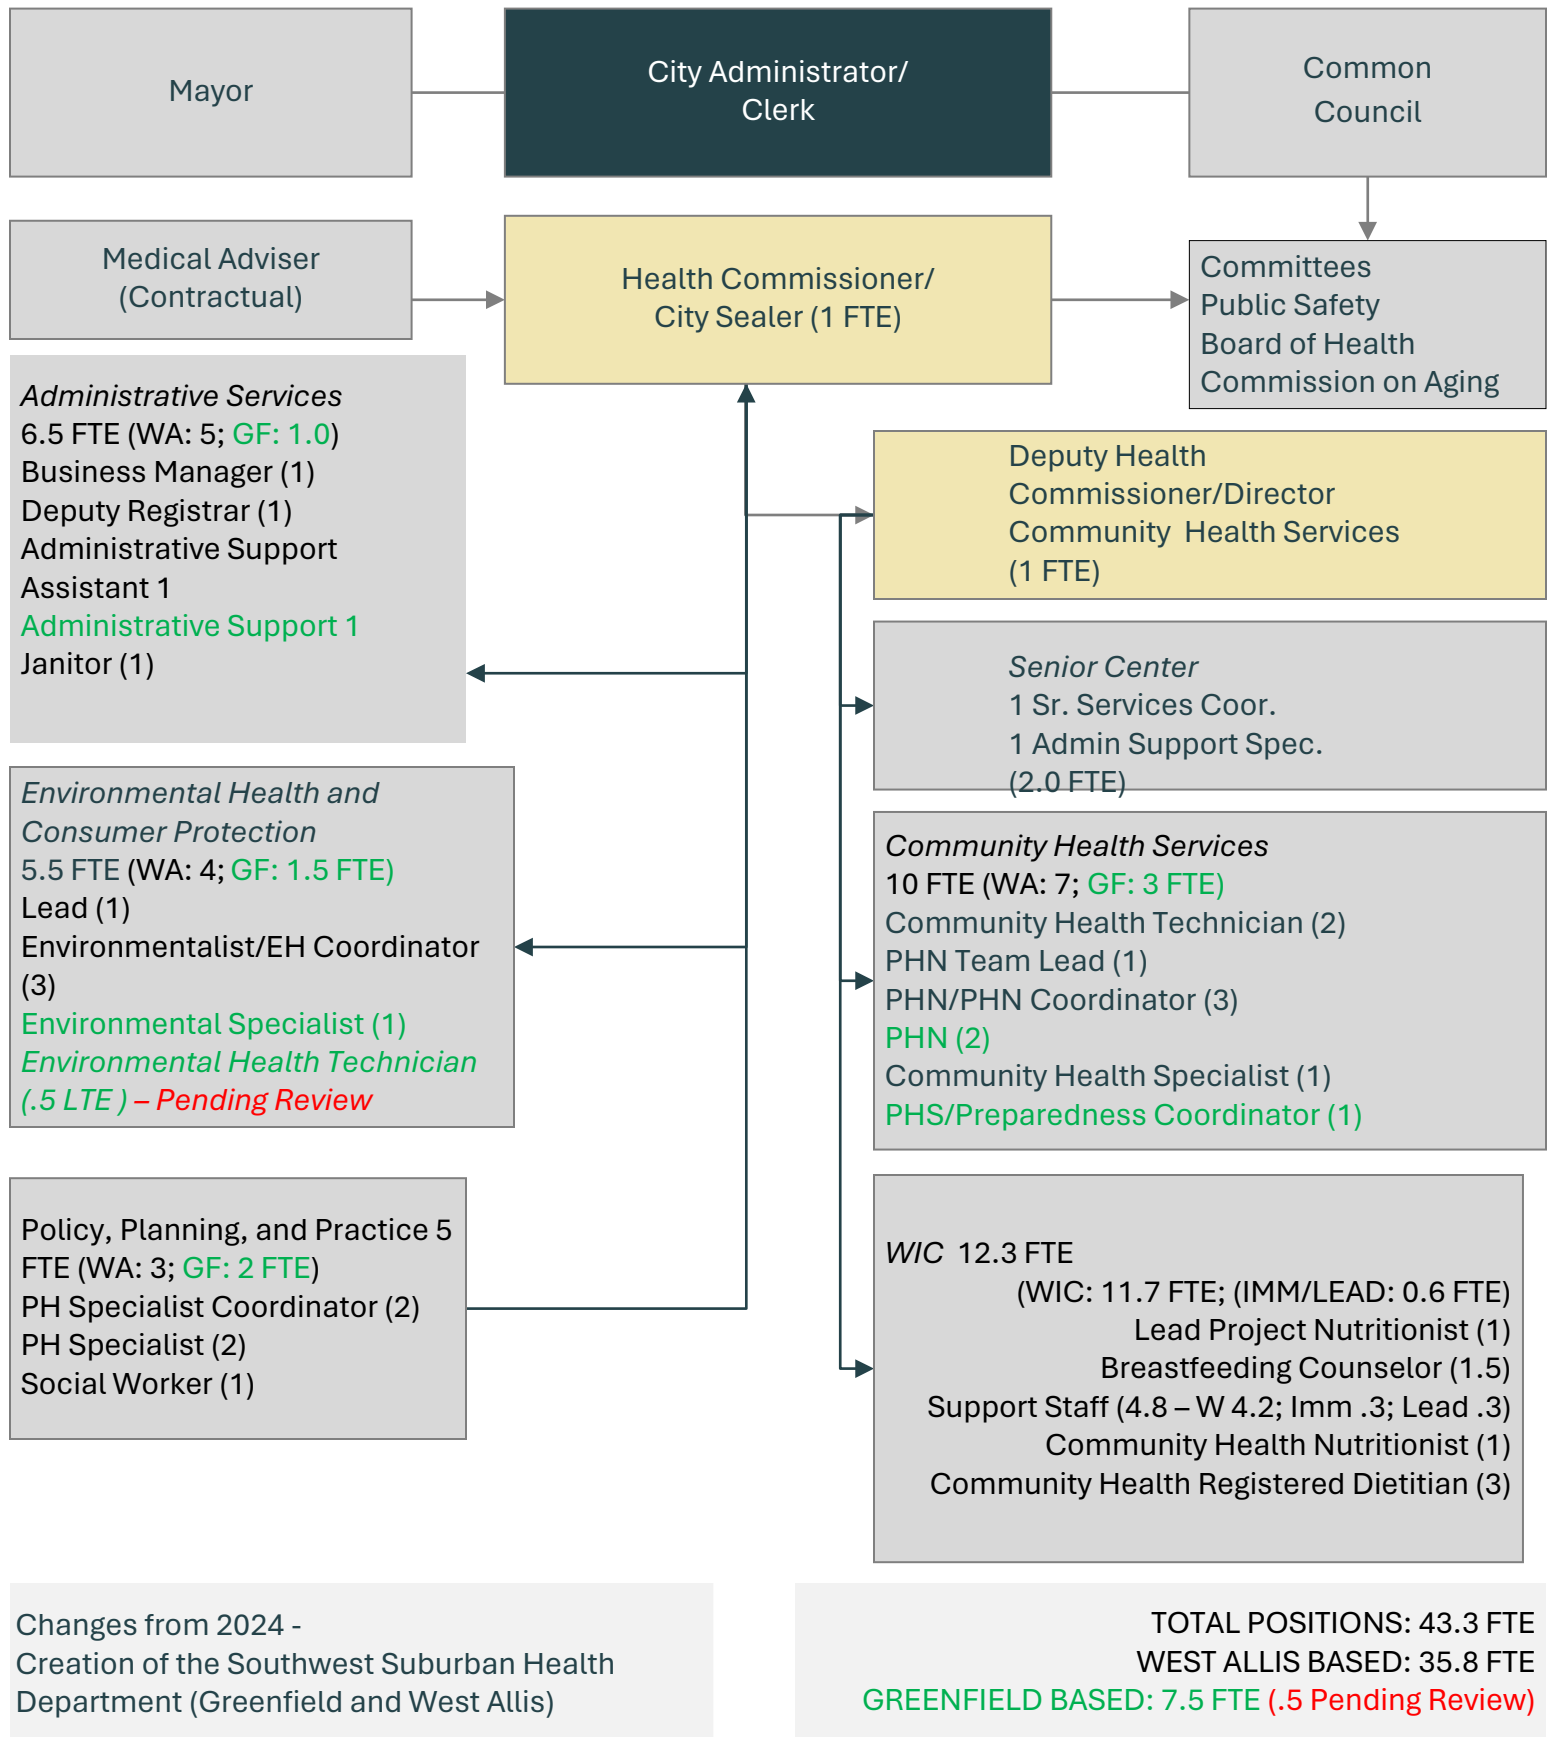 Mayor
City Administrator/
Clerk
Common
Council
Medical Adviser
(Contractual)
Health Commissioner/
City Sealer (1 FTE)
Committees
Public Safety
Board of Health
Commission on Aging
Administrative Services
6.5 FTE (WA: 5; GF: 1.0)
Business Manager (1)
Deputy Registrar (1)
Administrative Support
Assistant 1
Administrative Support 1
Janitor (1)
Deputy Health
Commissioner/Director
Community  Health Services
(1 FTE)
Senior Center
1 Sr. Services Coor.
1 Admin Support Spec.
(2.0 FTE)
Environmental Health and
Consumer Protection
5.5 FTE (WA: 4; GF: 1.5 FTE)
Lead (1)
Environmentalist/EH Coordinator
(3)
Environmental Specialist (1)
Environmental Health Technician
(.5 LTE ) – Pending Review
Community Health Services
10 FTE (WA: 7; GF: 3 FTE)
Community Health Technician (2)
PHN Team Lead (1)
PHN/PHN Coordinator (3)
PHN (2)
Community Health Specialist (1)
PHS/Preparedness Coordinator (1)
Policy, Planning, and Practice 5
FTE (WA: 3; GF: 2 FTE)
PH Specialist Coordinator (2)
PH Specialist (2)
Social Worker (1)
WIC  12.3 FTE
(WIC: 11.7 FTE; (IMM/LEAD: 0.6 FTE)
Lead Project Nutritionist (1)
Breastfeeding Counselor (1.5)
Support Staff (4.8 – W 4.2; Imm .3; Lead .3)
Community Health Nutritionist (1)
Community Health Registered Dietitian (3)
Changes from 2024 -
Creation of the Southwest Suburban Health
Department (Greenfield and West Allis)
TOTAL POSITIONS: 43.3 FTE
WEST ALLIS BASED: 35.8 FTE
GREENFIELD BASED: 7.5 FTE (.5 Pending Review)